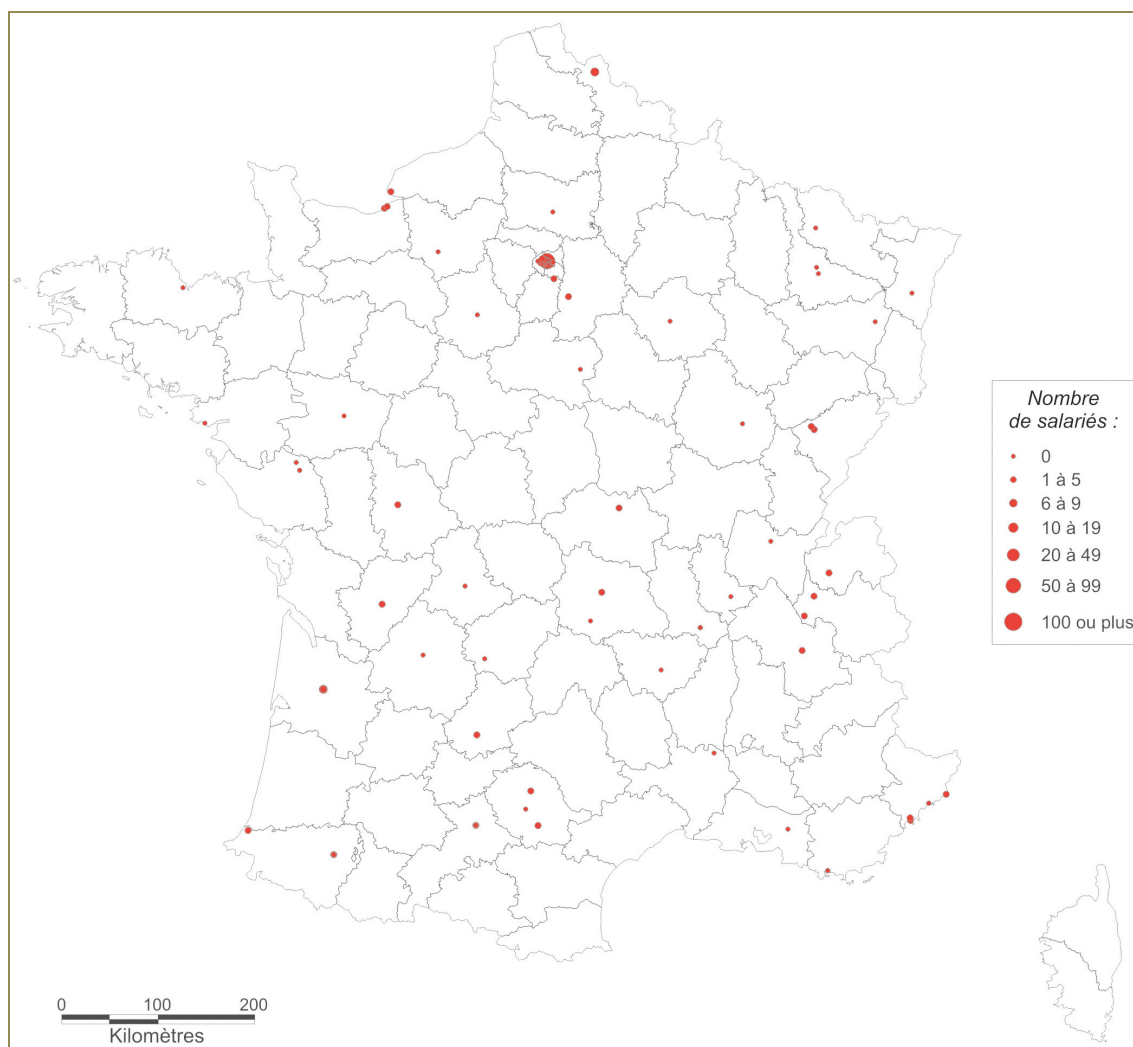 Nombre
de salariés :
0
1 à 5
6 à 9
10 à 19
20 à 49
50 à 99
100 ou plus
0 100 200
Kilomètres